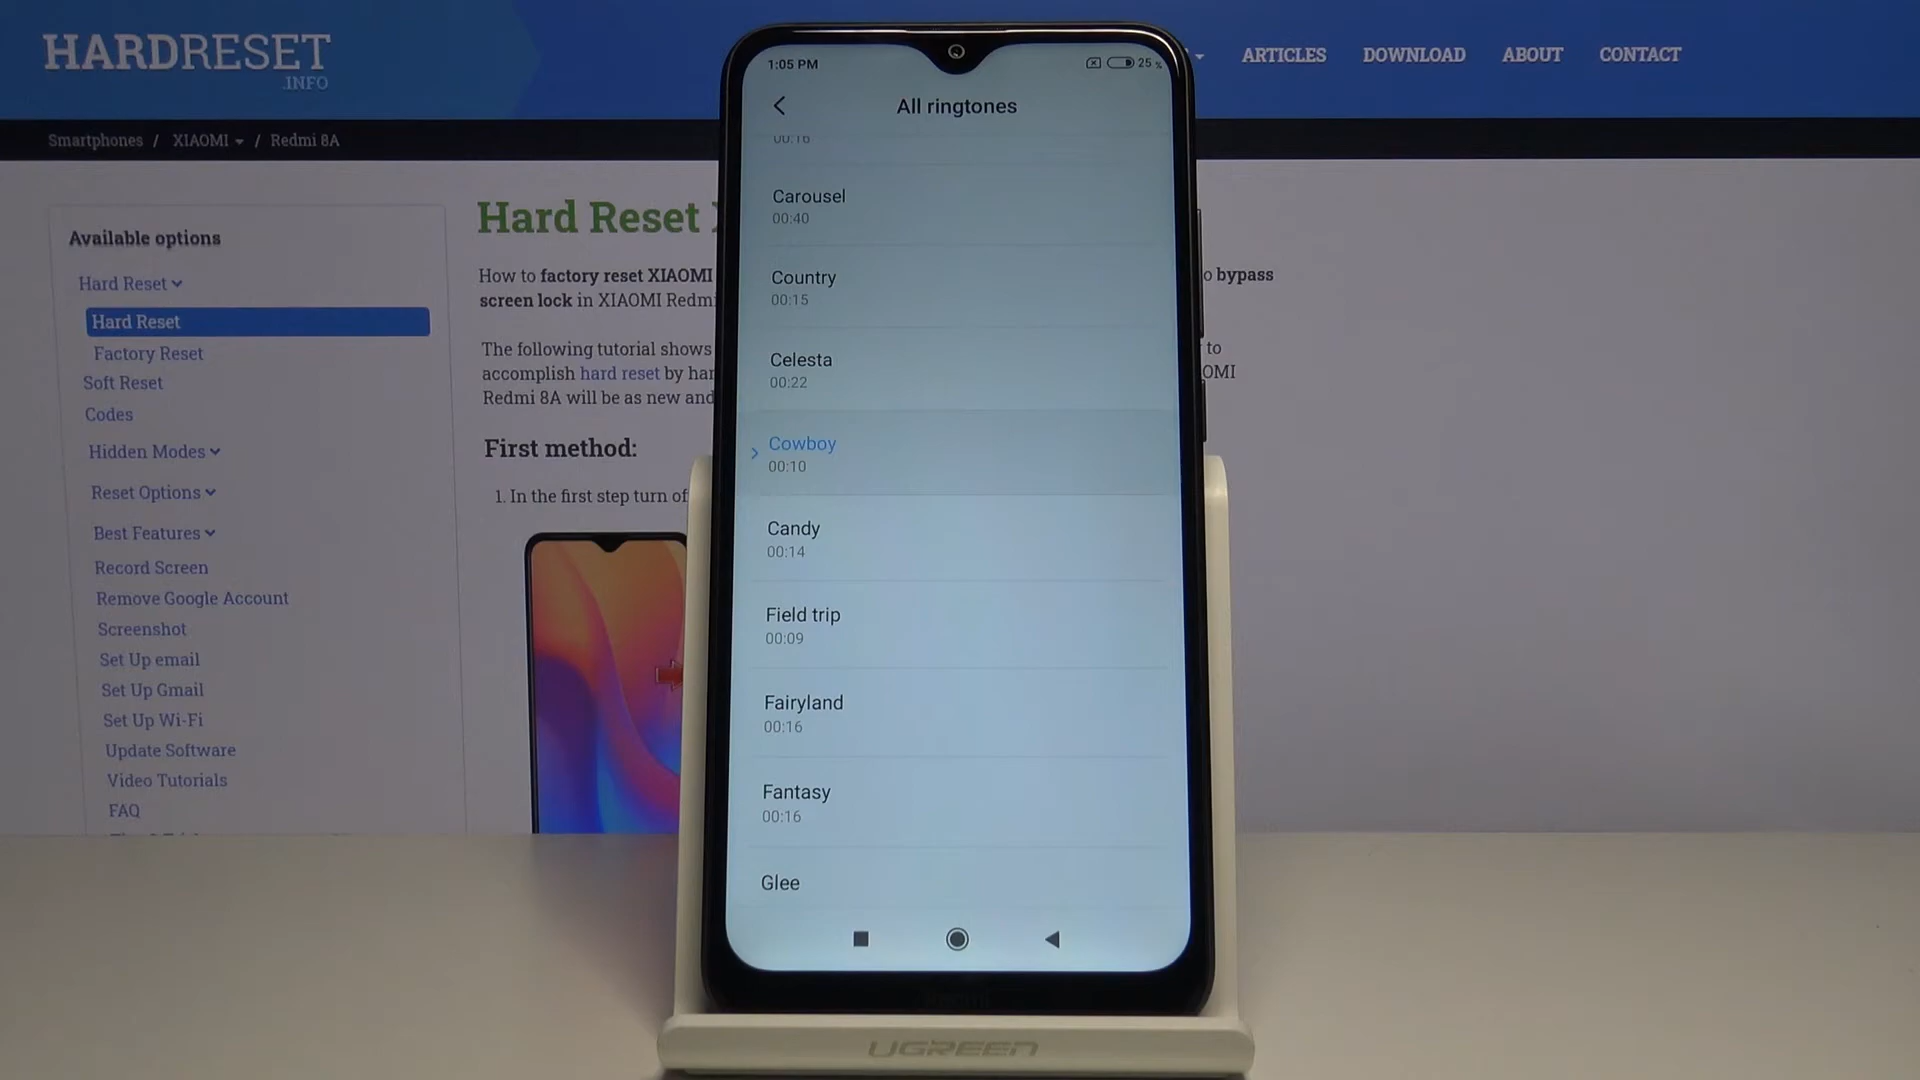 HARDRESET
.INFO
ARTICLES
DOWNLOAD
ABOUT
CONTACT
Smartphones / XIAOMI / Redmi 8A
Available options
Hard Reset
Hard Reset
Factory Reset
Soft Reset
Codes
Hidden Modes
Reset Options
Best Features
Record Screen
Remove Google Account
Screenshot
Set Up email
Set Up Gmail
Set Up Wi-Fi
Update Software
Video Tutorials
FAQ
Hard Reset
How to factory reset XIAOMI
o bypass
screen lock in XIAOMI Redmi
The following tutorial shows
to
accomplish hard reset by har
OMI
Redmi 8A will be as new and
First method:
1. In the first step turn of
1:05 PM
25 %
All ringtones
00:16
Carousel
00:40
Country
00:15
Celesta
00:22
Cowboy
00:10
Candy
00:14
Field trip
00:09
Fairyland
00:16
Fantasy
00:16
Glee
UGREEN